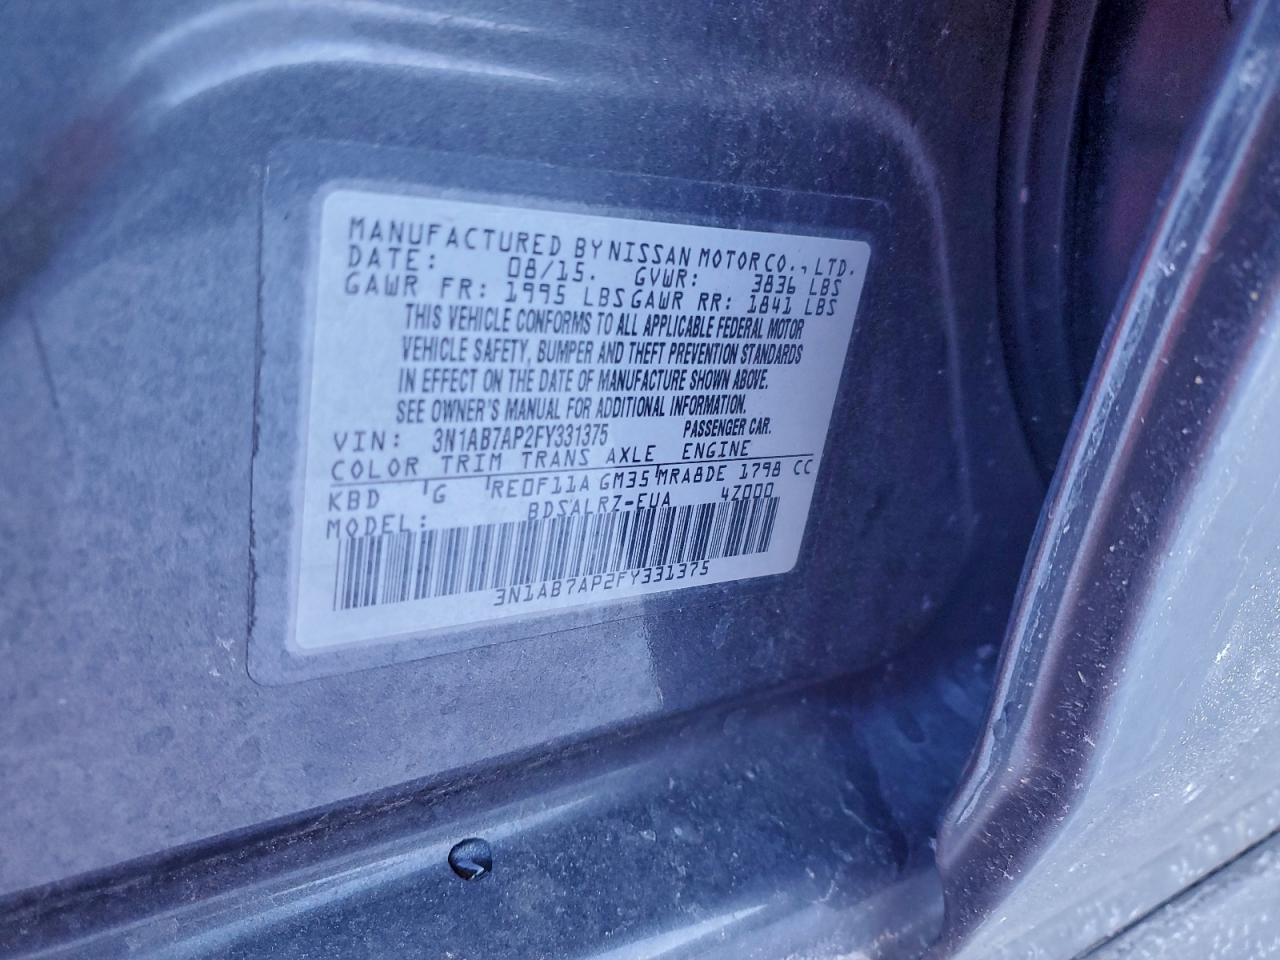 MANUFACTURED BY NISSAN MOTOR CO., LTD.
DATE: 08/15. GVWR: 3836 LBS
GAWR FR: 1995 LBS GAWR RR: 1841 LBS
THIS VEHICLE CONFORMS TO ALL APPLICABLE FEDERAL MOTOR
VEHICLE SAFETY, BUMPER AND THEFT PREVENTION STANDARDS
IN EFFECT ON THE DATE OF MANUFACTURE SHOWN ABOVE.
SEE OWNER'S MANUAL FOR ADDITIONAL INFORMATION.
VIN: 3N1AB7AP2FY331375 PASSENGER CAR.
COLOR TRIM TRANS AXLE ENGINE
KBD G RE0F11A GM35 MRA8DE 1798 CC
MODEL: BDSALRZ-EUA 4Z000
3N1AB7AP2FY331375